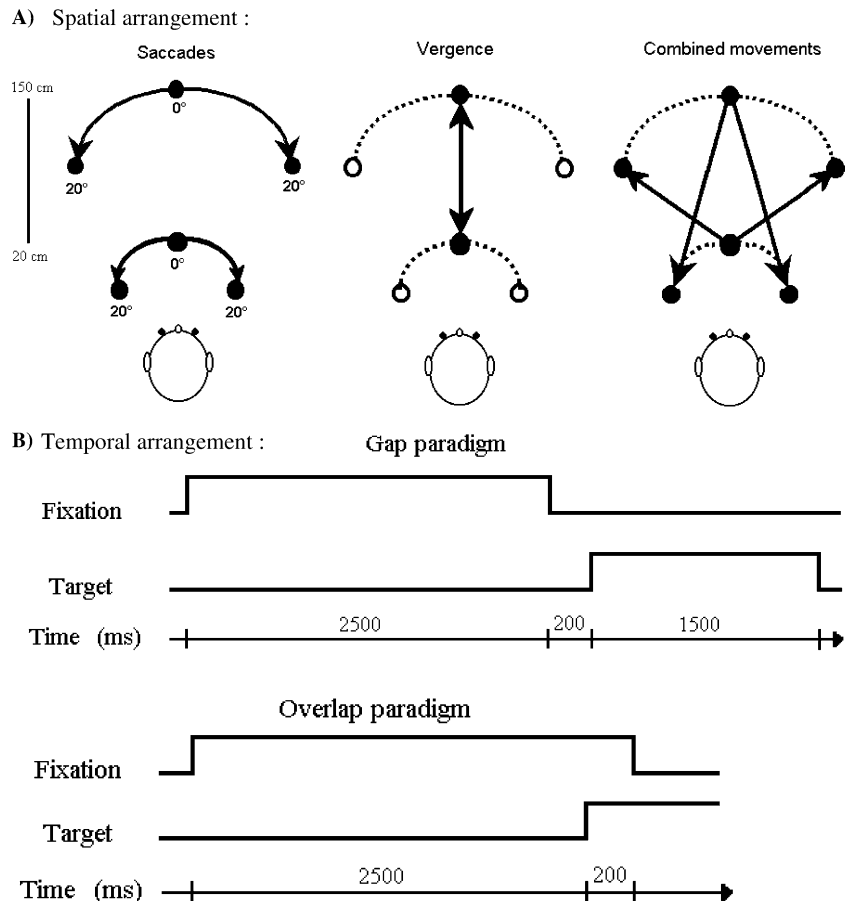 A) Spatial arrangement :
Saccades Vergence Combined movements
150 cm
0°
20° 20°
20 cm
0°
20° 20°
B) Temporal arrangement :
Gap paradigm
Fixation
Target
2500 200 1500
Time (ms)
Overlap paradigm
Fixation
Target
2500 200
Time (ms)